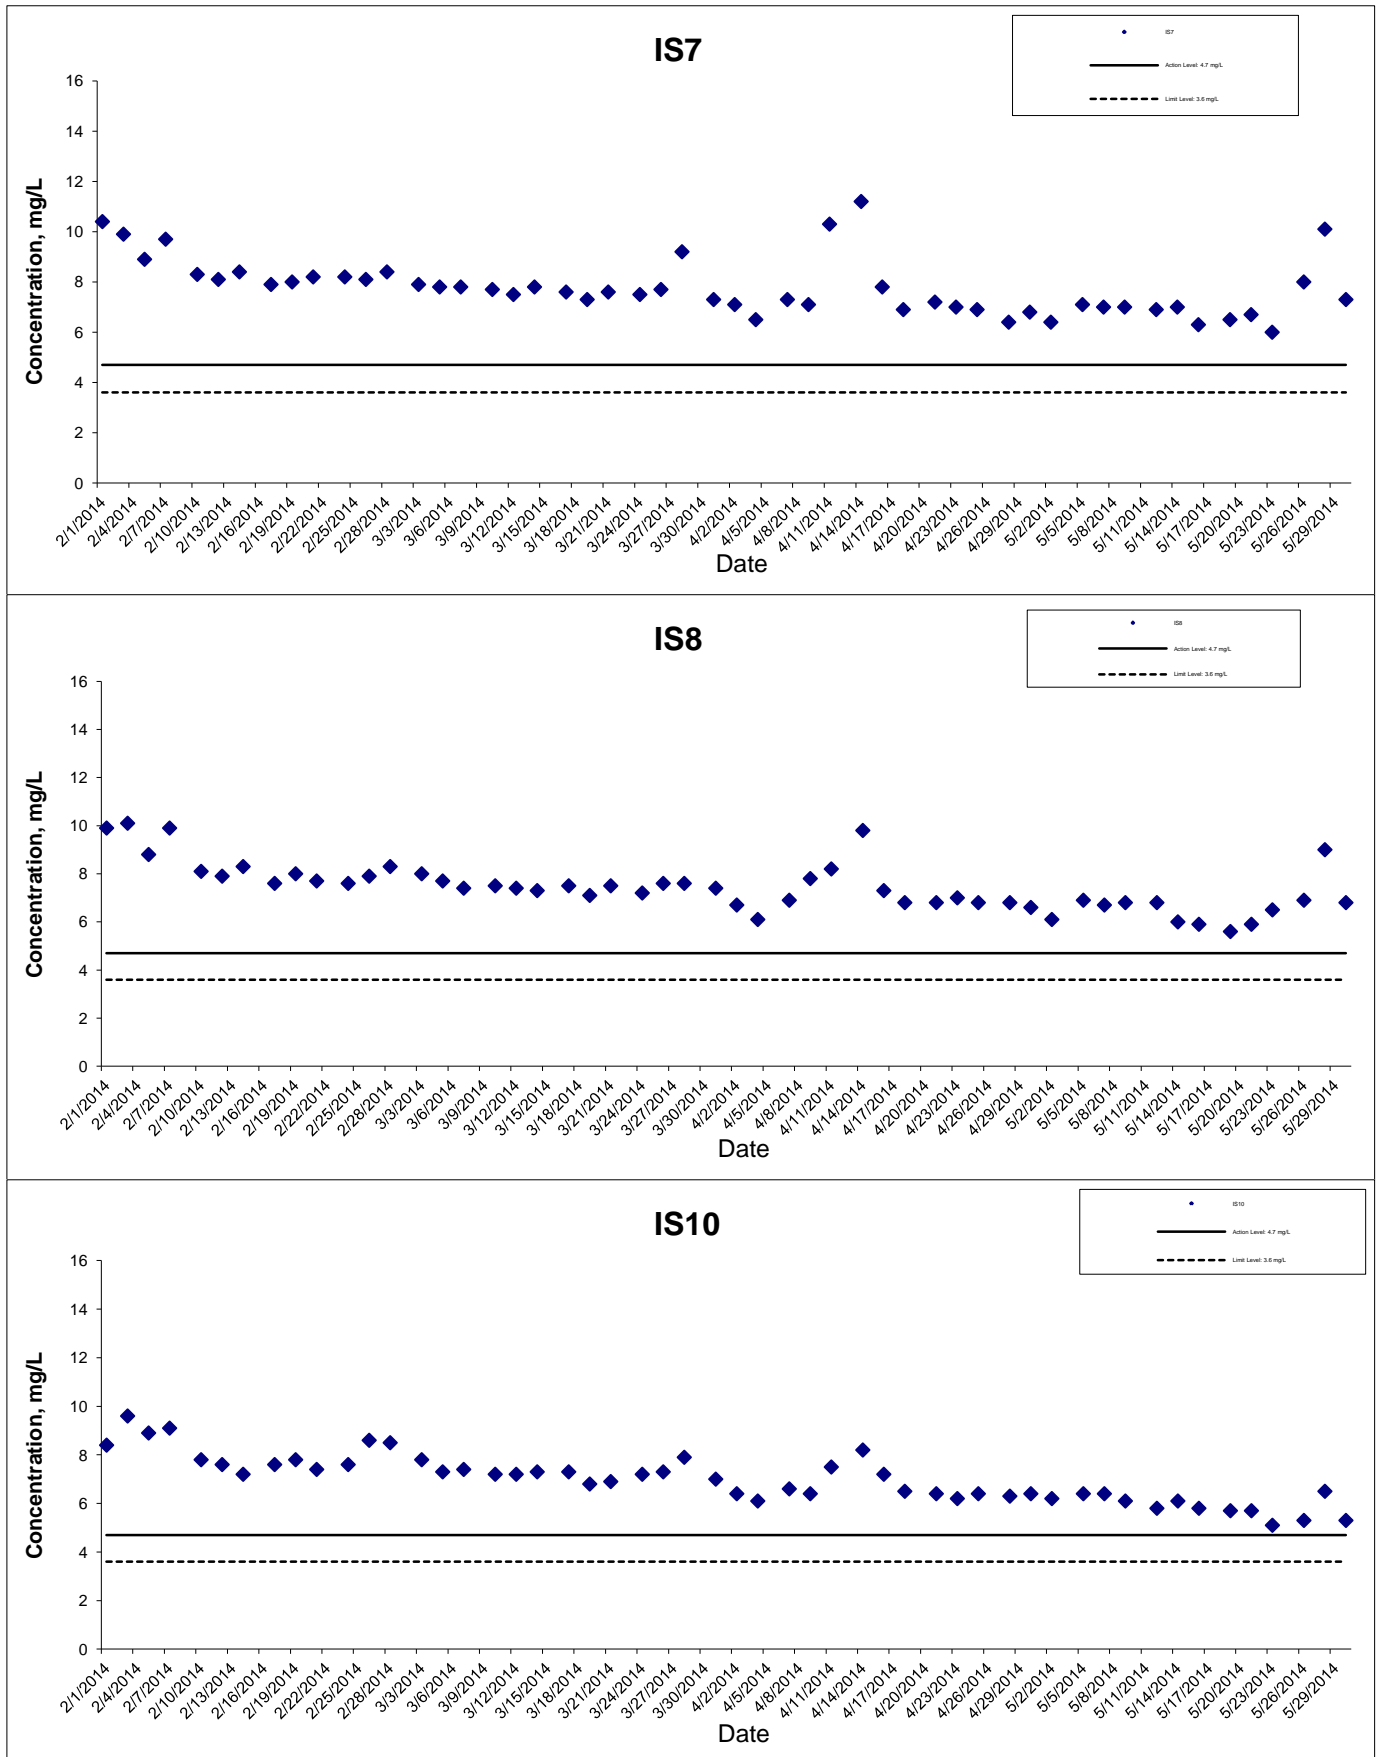 IS7
IS7
Action Level: 4.7 mg/L
Limit Level: 3.6 mg/L
Concentration, mg/L
16
14
12
10
8
6
4
2
0
2/1/2014 2/4/2014 2/7/2014 2/10/2014 2/13/2014 2/16/2014 2/19/2014 2/22/2014 2/25/2014 2/28/2014 3/3/2014 3/6/2014 3/9/2014 3/12/2014 3/15/2014 3/18/2014 3/21/2014 3/24/2014 3/27/2014 3/30/2014 4/2/2014 4/5/2014 4/8/2014 4/11/2014 4/14/2014 4/17/2014 4/20/2014 4/23/2014 4/26/2014 4/29/2014 5/2/2014 5/5/2014 5/8/2014 5/11/2014 5/14/2014 5/17/2014 5/20/2014 5/23/2014 5/26/2014 5/29/2014
Date
IS8
IS8
Action Level: 4.7 mg/L
Limit Level: 3.6 mg/L
Concentration, mg/L
16
14
12
10
8
6
4
2
0
2/1/2014 2/4/2014 2/7/2014 2/10/2014 2/13/2014 2/16/2014 2/19/2014 2/22/2014 2/25/2014 2/28/2014 3/3/2014 3/6/2014 3/9/2014 3/12/2014 3/15/2014 3/18/2014 3/21/2014 3/24/2014 3/27/2014 3/30/2014 4/2/2014 4/5/2014 4/8/2014 4/11/2014 4/14/2014 4/17/2014 4/20/2014 4/23/2014 4/26/2014 4/29/2014 5/2/2014 5/5/2014 5/8/2014 5/11/2014 5/14/2014 5/17/2014 5/20/2014 5/23/2014 5/26/2014 5/29/2014
Date
IS10
IS10
Action Level: 4.7 mg/L
Limit Level: 3.6 mg/L
Concentration, mg/L
16
14
12
10
8
6
4
2
0
2/1/2014 2/4/2014 2/7/2014 2/10/2014 2/13/2014 2/16/2014 2/19/2014 2/22/2014 2/25/2014 2/28/2014 3/3/2014 3/6/2014 3/9/2014 3/12/2014 3/15/2014 3/18/2014 3/21/2014 3/24/2014 3/27/2014 3/30/2014 4/2/2014 4/5/2014 4/8/2014 4/11/2014 4/14/2014 4/17/2014 4/20/2014 4/23/2014 4/26/2014 4/29/2014 5/2/2014 5/5/2014 5/8/2014 5/11/2014 5/14/2014 5/17/2014 5/20/2014 5/23/2014 5/26/2014 5/29/2014
Date